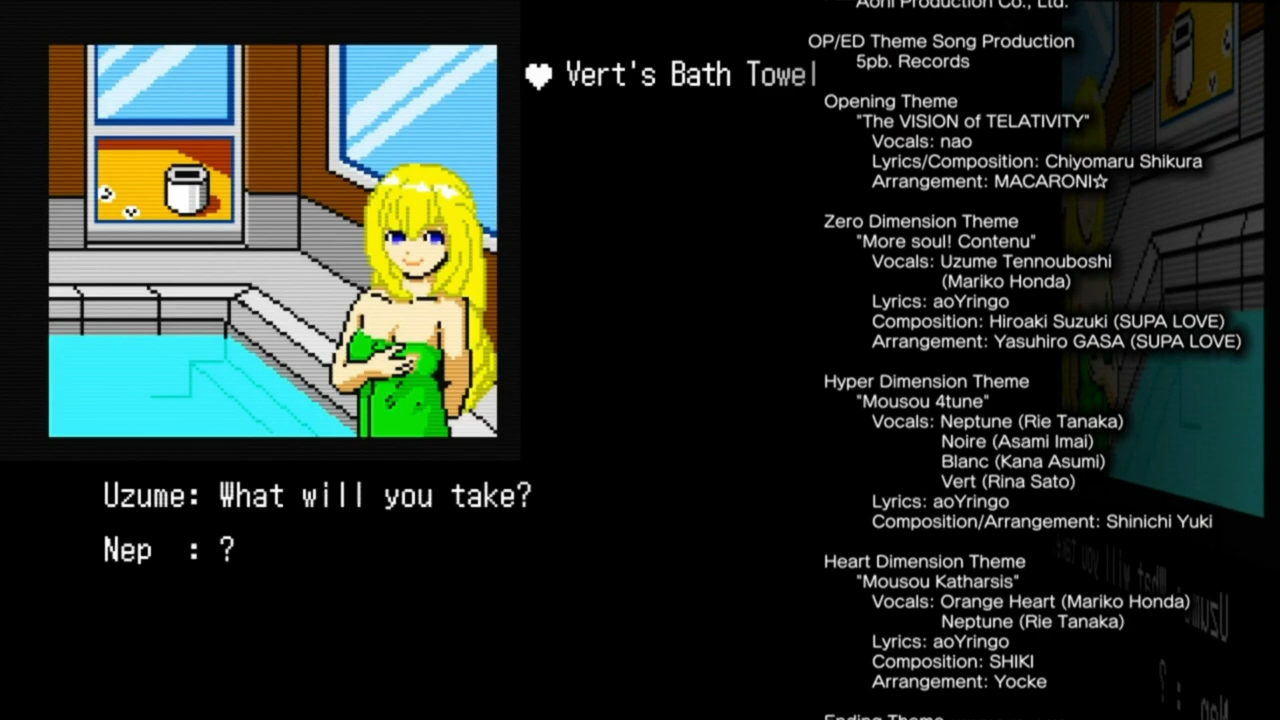 ♥ Vert's Bath Towel
Uzume: What will you take?
Nep : ?
Aoni Production Co., Ltd.
OP/ED Theme Song Production
5pb. Records
Opening Theme
"The VISION of TELATIVITY"
Vocals: nao
Lyrics/Composition: Chiyomaru Shikura
Arrangement: MACARONI☆
Zero Dimension Theme
"More soul! Contenu"
Vocals: Uzume Tennouboshi
(Mariko Honda)
Lyrics: aoYringo
Composition: Hiroaki Suzuki (SUPA LOVE)
Arrangement: Yasuhiro GASA (SUPA LOVE)
Hyper Dimension Theme
"Mousou 4tune"
Vocals: Neptune (Rie Tanaka)
Noire (Asami Imai)
Blanc (Kana Asumi)
Vert (Rina Sato)
Lyrics: aoYringo
Composition/Arrangement: Shinichi Yuki
Heart Dimension Theme
"Mousou Katharsis"
Vocals: Orange Heart (Mariko Honda)
Neptune (Rie Tanaka)
Lyrics: aoYringo
Composition: SHIKI
Arrangement: Yocke
Ending Theme